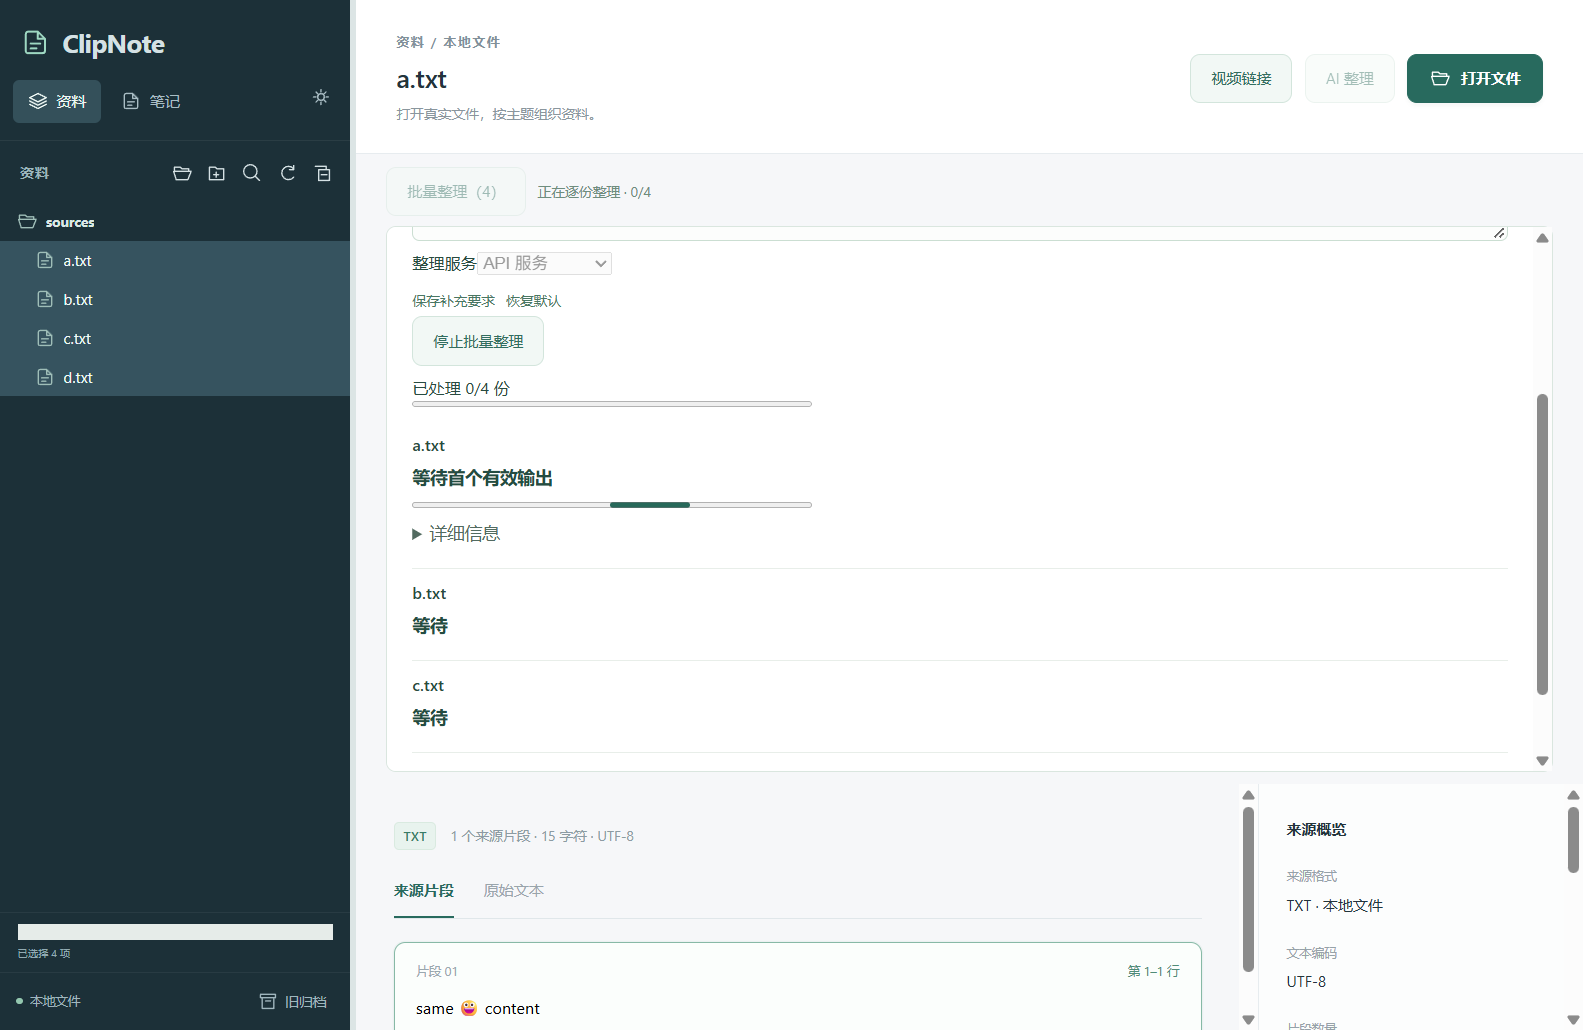 ClipNote
资料
笔记
资料
sources
a.txt
b.txt
c.txt
d.txt
已选择 4 项
本地文件
旧归档
资料 / 本地文件
a.txt
打开真实文件，按主题组织资料。
视频链接
AI 整理
打开文件
批量整理（4）
正在逐份整理 · 0/4
整理服务 API 服务
保存补充要求 恢复默认
停止批量整理
已处理 0/4 份
a.txt
等待首个有效输出
详细信息
b.txt
等待
c.txt
等待
TXT
1 个来源片段 · 15 字符 · UTF-8
来源片段
原始文本
片段 01
第 1–1 行
same 😀 content
来源概览
来源格式
TXT · 本地文件
文本编码
UTF-8
片段数量